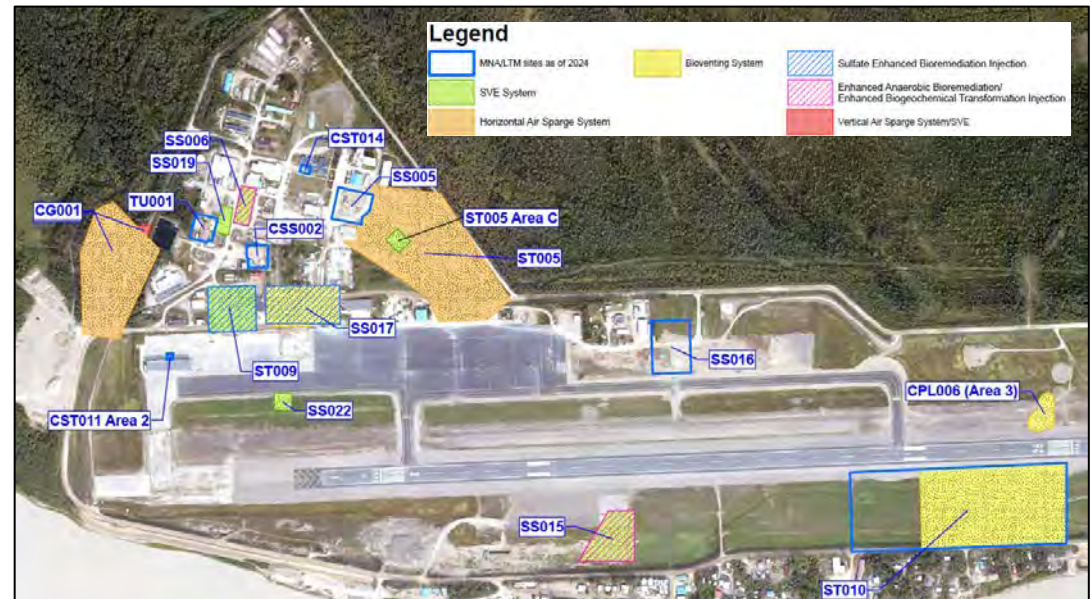 Legend
MNA/LTM sites as of 2024
Bioventing System
Sulfate Enhanced Bioremediation Injection
SVE System
Enhanced Anaerobic Bioremediation/
Enhanced Biogeochemical Transformation Injection
Horizontal Air Sparge System
Vertical Air Sparge System/SVE
SS006
CST014
SS019
SS005
TU001
CG001
CSS002
ST005 Area C
ST005
SS017
SS016
ST009
CPL006 (Area 3)
SS022
CST011 Area 2
SS015
ST010